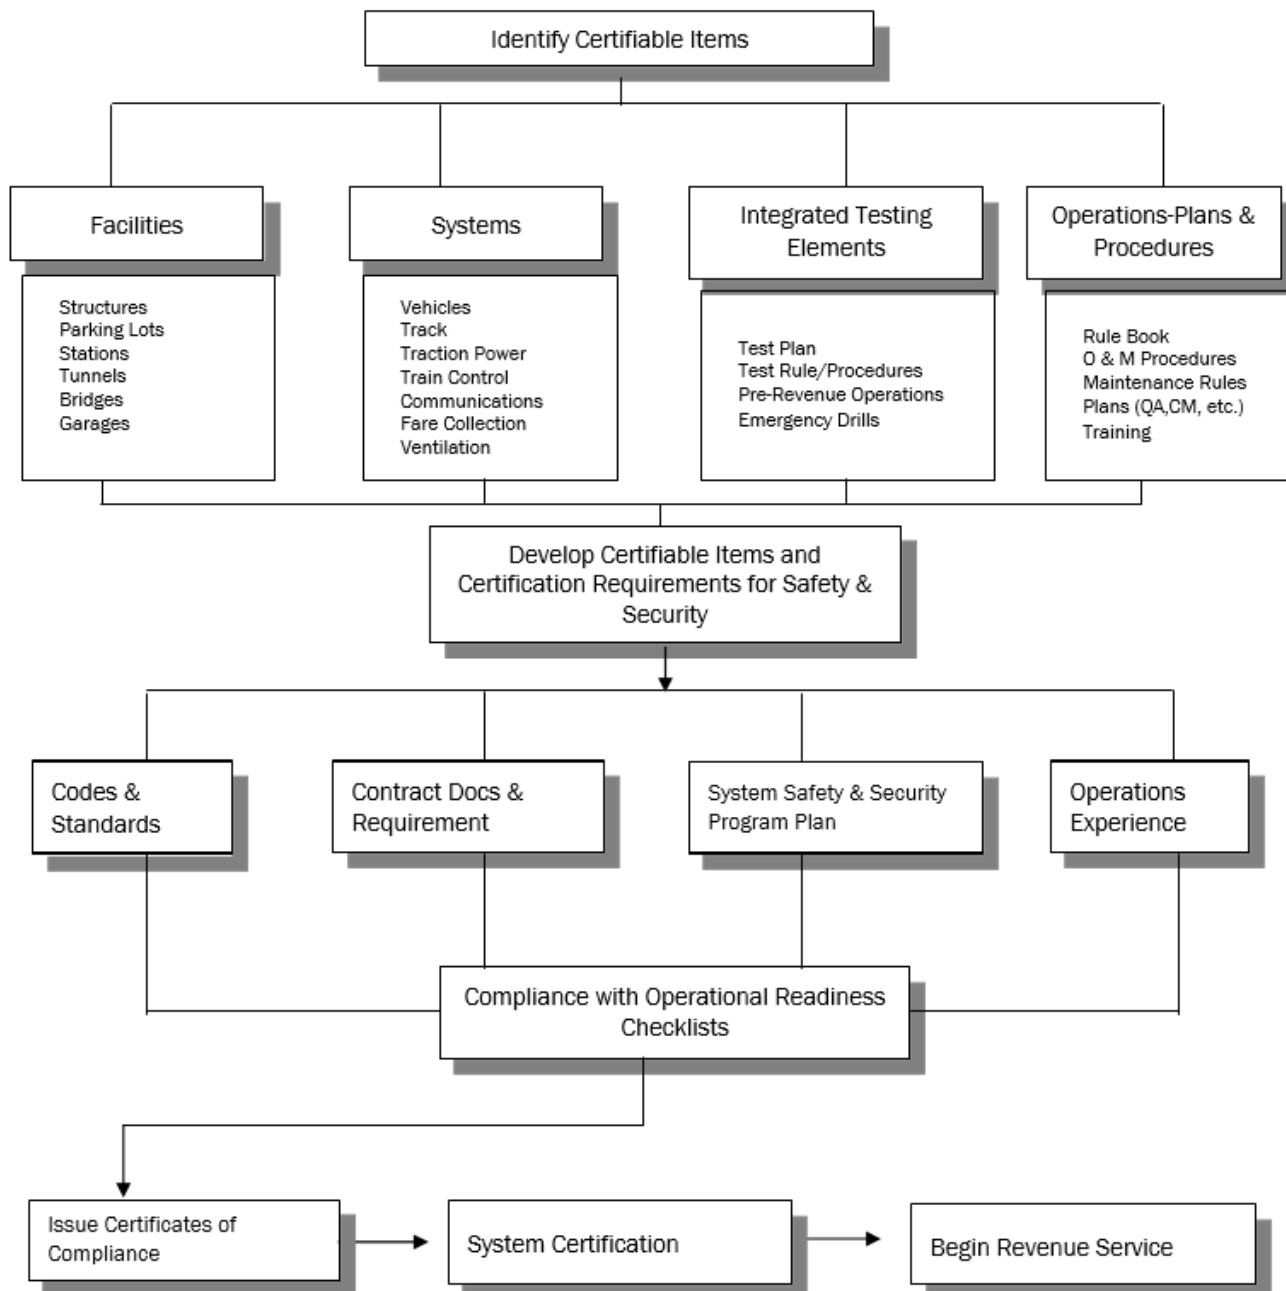 Identify Certifiable Items
Facilities
Systems
Integrated Testing
Elements
Operations-Plans &
Procedures
Structures
Parking Lots
Stations
Tunnels
Bridges
Garages
Vehicles
Track
Traction Power
Train Control
Communications
Fare Collection
Ventilation
Test Plan
Test Rule/Procedures
Pre-Revenue Operations
Emergency Drills
Rule Book
O & M Procedures
Maintenance Rules
Plans (QA,CM, etc.)
Training
Develop Certifiable Items and
Certification Requirements for Safety &
Security
Codes &
Standards
Contract Docs &
Requirement
System Safety & Security
Program Plan
Operations
Experience
Compliance with Operational Readiness
Checklists
Issue Certificates of
Compliance
System Certification
Begin Revenue Service